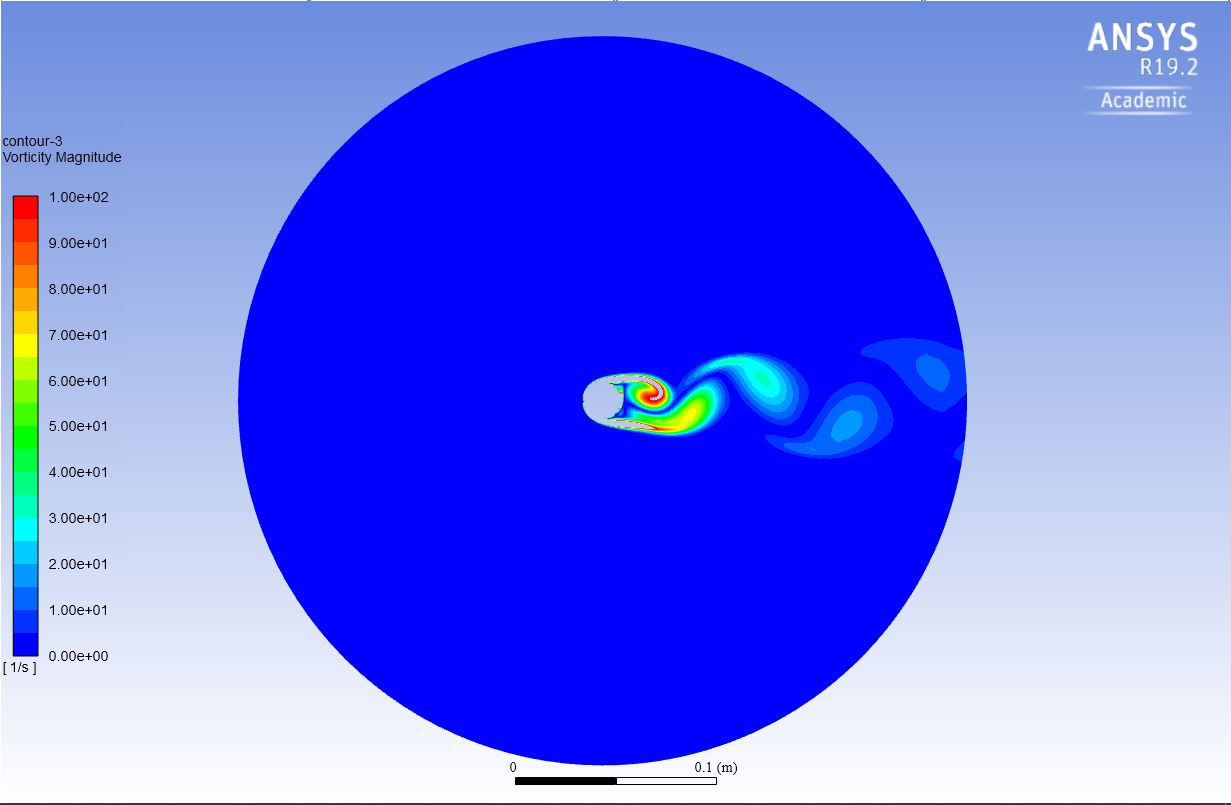 ANSYS
R19.2
Academic
contour-3
Vorticity Magnitude
1.00e+02
9.00e+01
8.00e+01
7.00e+01
6.00e+01
5.00e+01
4.00e+01
3.00e+01
2.00e+01
1.00e+01
0.00e+00
[ 1/s ]
0 0.1 (m)